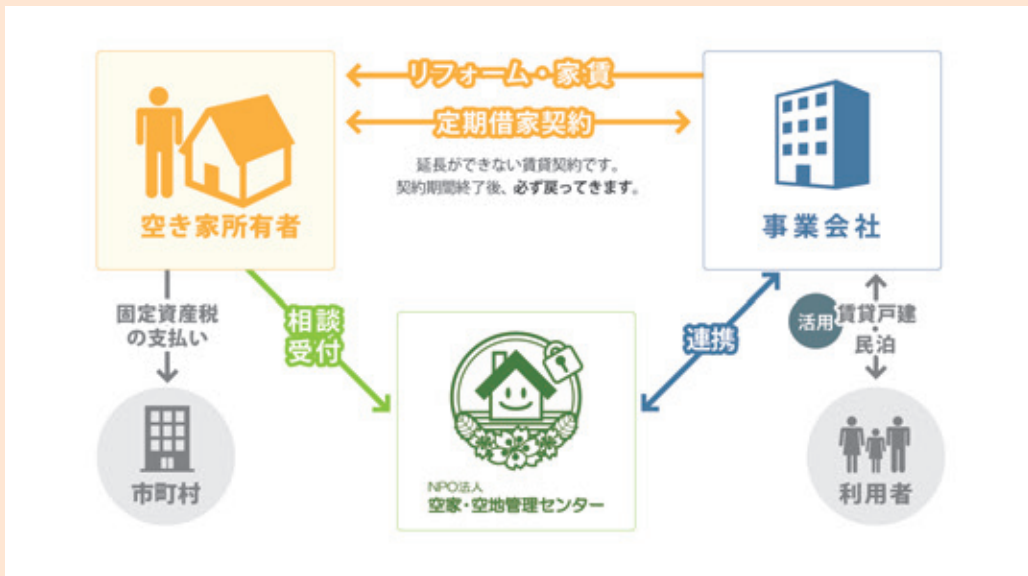 リフォーム・家賃
定期借家契約
延長ができない賃貸契約です。
契約期間終了後、必ず戻ってきます。
空き家所有者
事業会社
固定資産税
の支払い
相談
受付
連携
活用
賃貸戸建
・
民泊
市町村
NPO法人
空家・空地管理センター
利用者